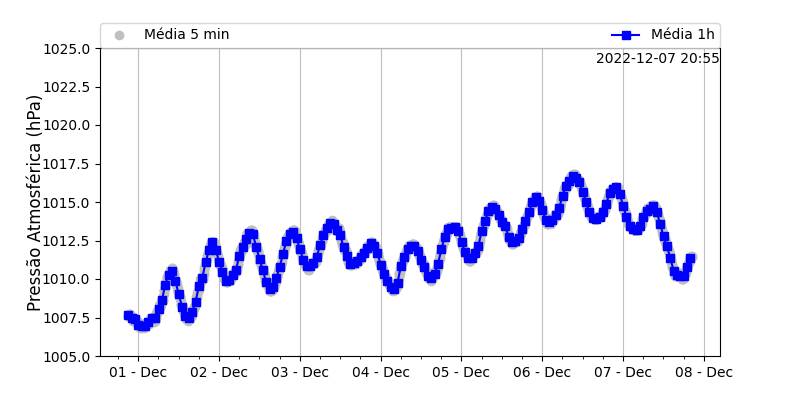 Média 5 min
Média 1h
2022-12-07 20:55
Pressão Atmosférica (hPa)
1025.0
1022.5
1020.0
1017.5
1015.0
1012.5
1010.0
1007.5
1005.0
01 - Dec
02 - Dec
03 - Dec
04 - Dec
05 - Dec
06 - Dec
07 - Dec
08 - Dec